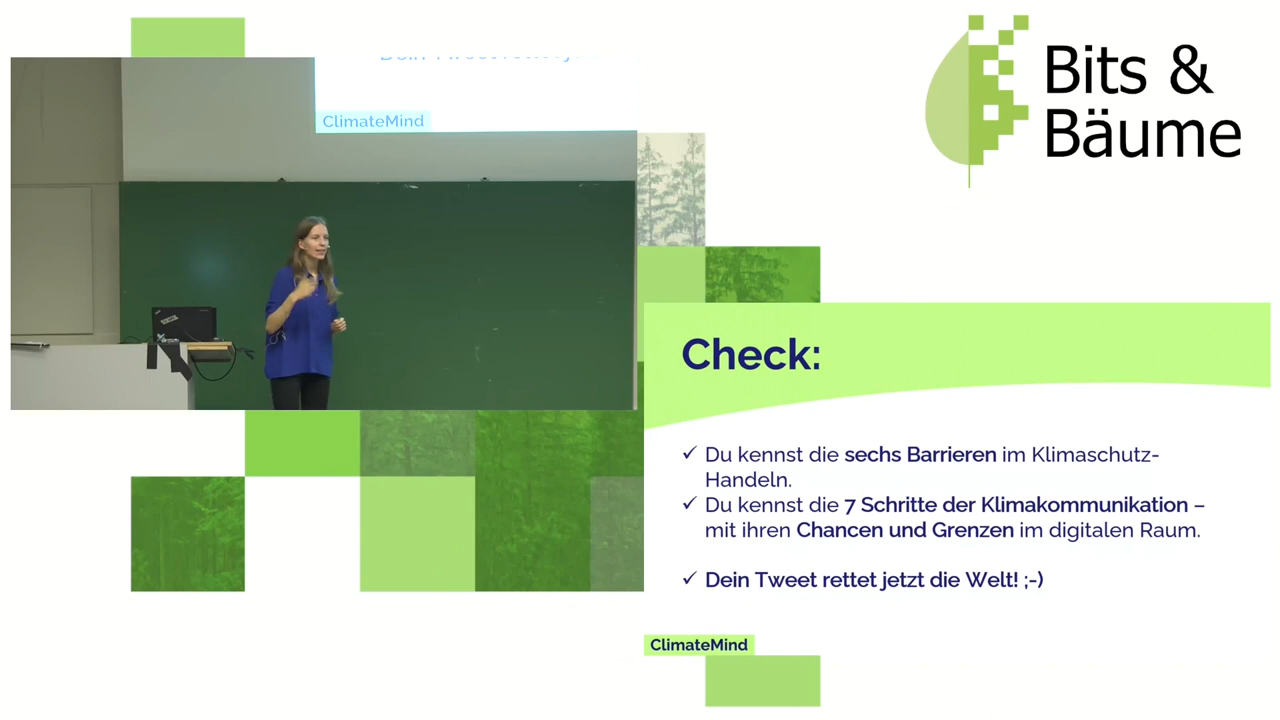 Bits &
Bäume
ClimateMind
Check:
✓ Du kennst die sechs Barrieren im Klimaschutz-
Handeln.
✓ Du kennst die 7 Schritte der Klimakommunikation –
mit ihren Chancen und Grenzen im digitalen Raum.
✓ Dein Tweet rettet jetzt die Welt! ;-)
ClimateMind